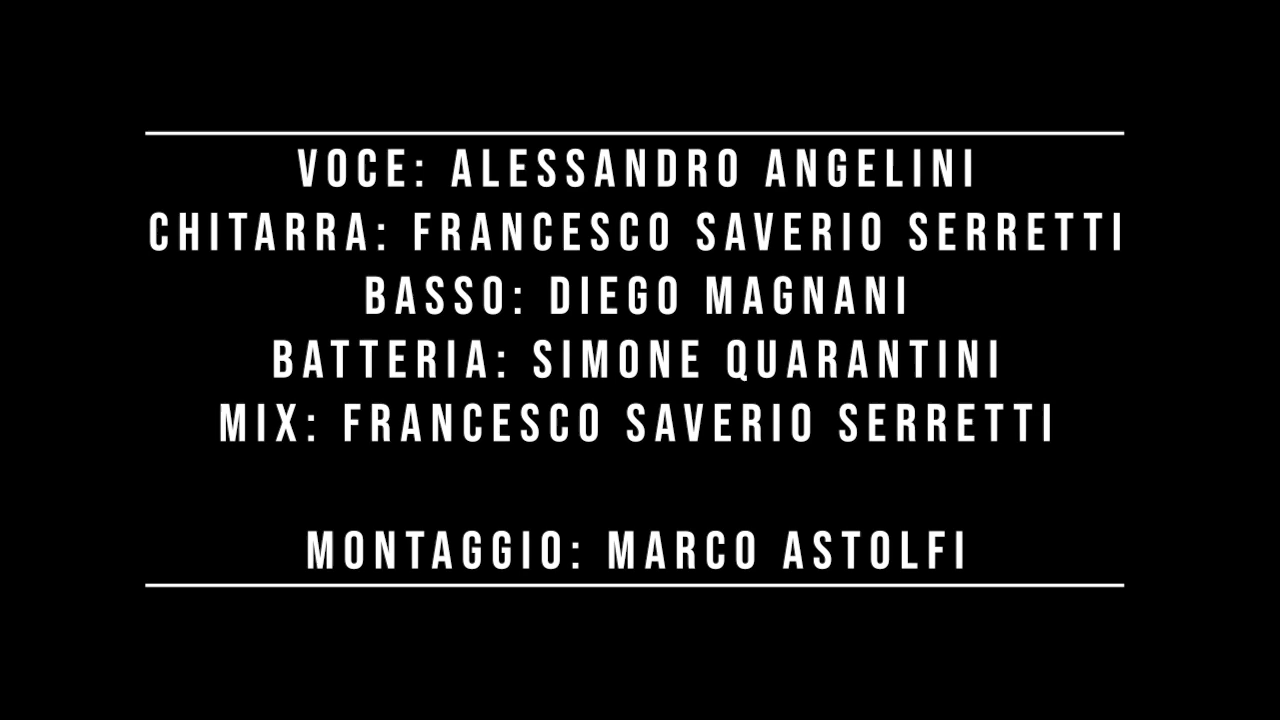 VOCE: ALESSANDRO ANGELINI
CHITARRA: FRANCESCO SAVERIO SERRETTI
BASSO: DIEGO MAGNANI
BATTERIA: SIMONE QUARANTINI
MIX: FRANCESCO SAVERIO SERRETTI
MONTAGGIO: MARCO ASTOLFI